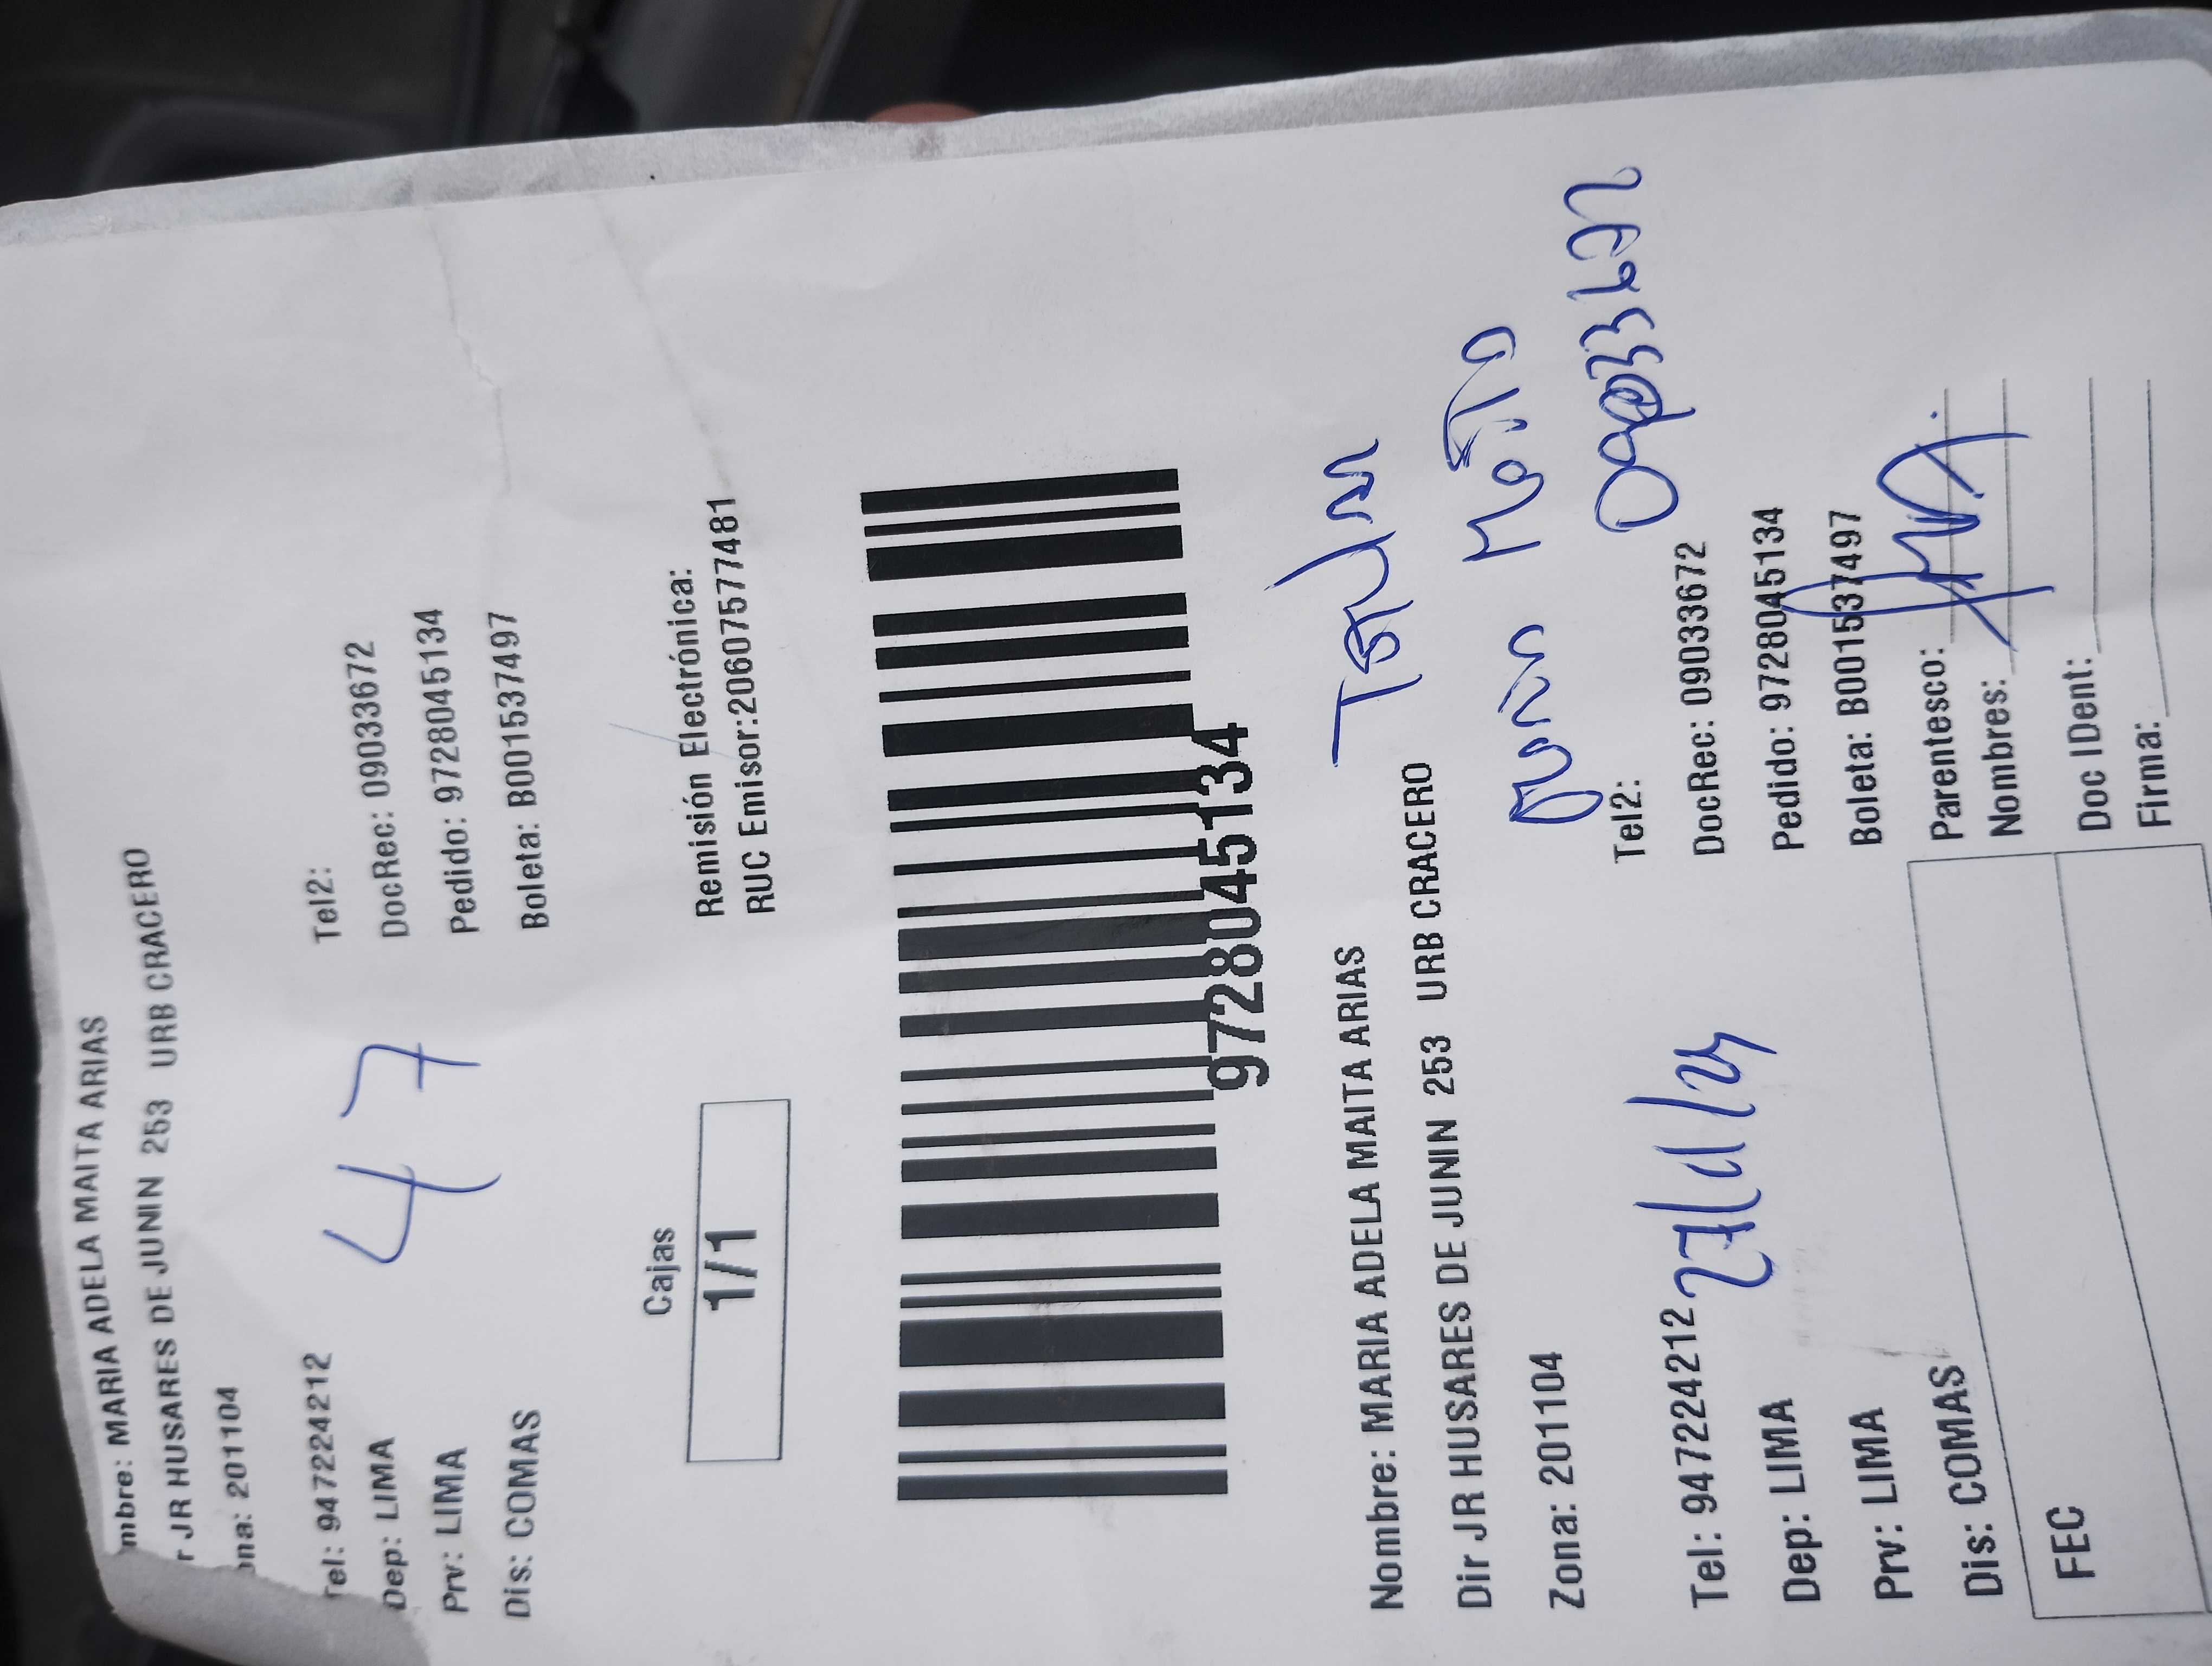 mbre: MARIA ADELA MAITA ARIAS
r JR HUSARES DE JUNIN 253 URB CRACERO
ona: 201104
Tel: 947224212 Tel2:
Dep: LIMA DocRec: 09033672
Prv: LIMA Pedido: 9728045134
Dis: COMAS Boleta: B001537497
47
Cajas
1/1
Remisión Electrónica:
RUC Emisor:20607577481
9728045134
Nombre: MARIA ADELA MAITA ARIAS
Dir JR HUSARES DE JUNIN 253 URB CRACERO
Zona: 201104
Tel: 947224212 Tel2:
Dep: LIMA DocRec: 09033672
Prv: LIMA Pedido: 9728045134
Dis: COMAS Boleta: B001537497
FEC
Parentesco:
Nombres:
Doc IDent:
Firma: